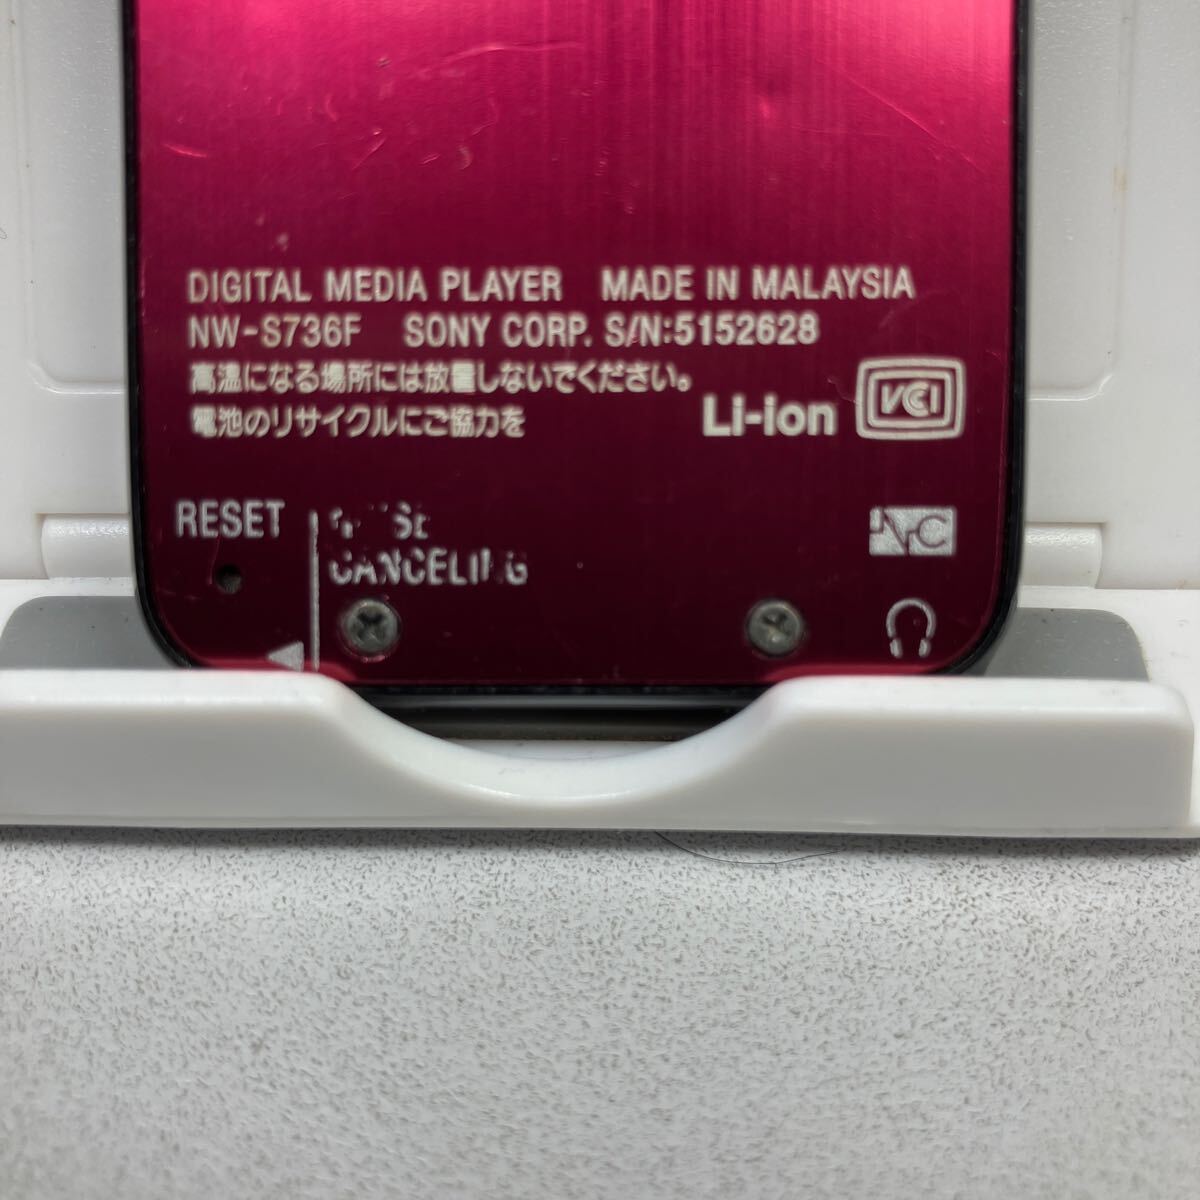 DIGITAL MEDIA PLAYER MADE IN MALAYSIA
NW-S736F SONY CORP. S/N:5152628
高温になる場所には放置しないでください。
電池のリサイクルにご協力を
Li-ion VCCI
RESET
CANCELING
NC